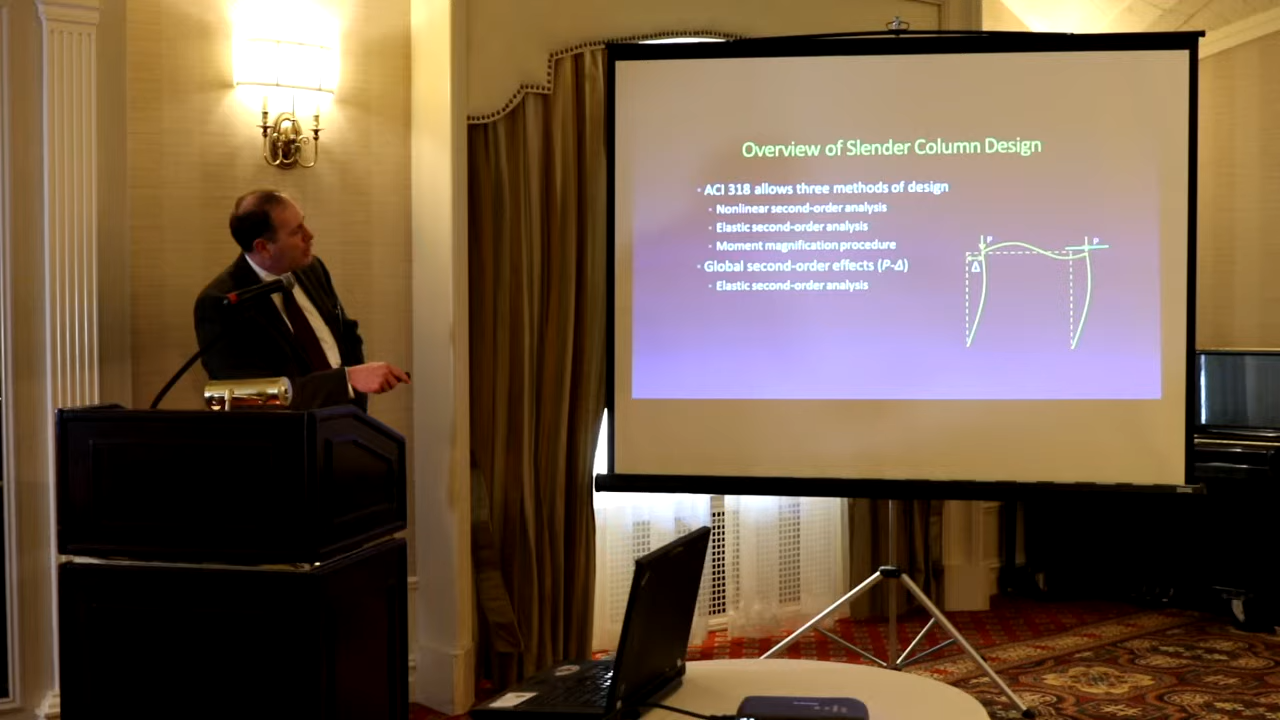 Overview of Slender Column Design
• ACI 318 allows three methods of design
• Nonlinear second-order analysis
• Elastic second-order analysis
• Moment magnification procedure
• Global second-order effects (P-Δ)
• Elastic second-order analysis
P
P
Δ